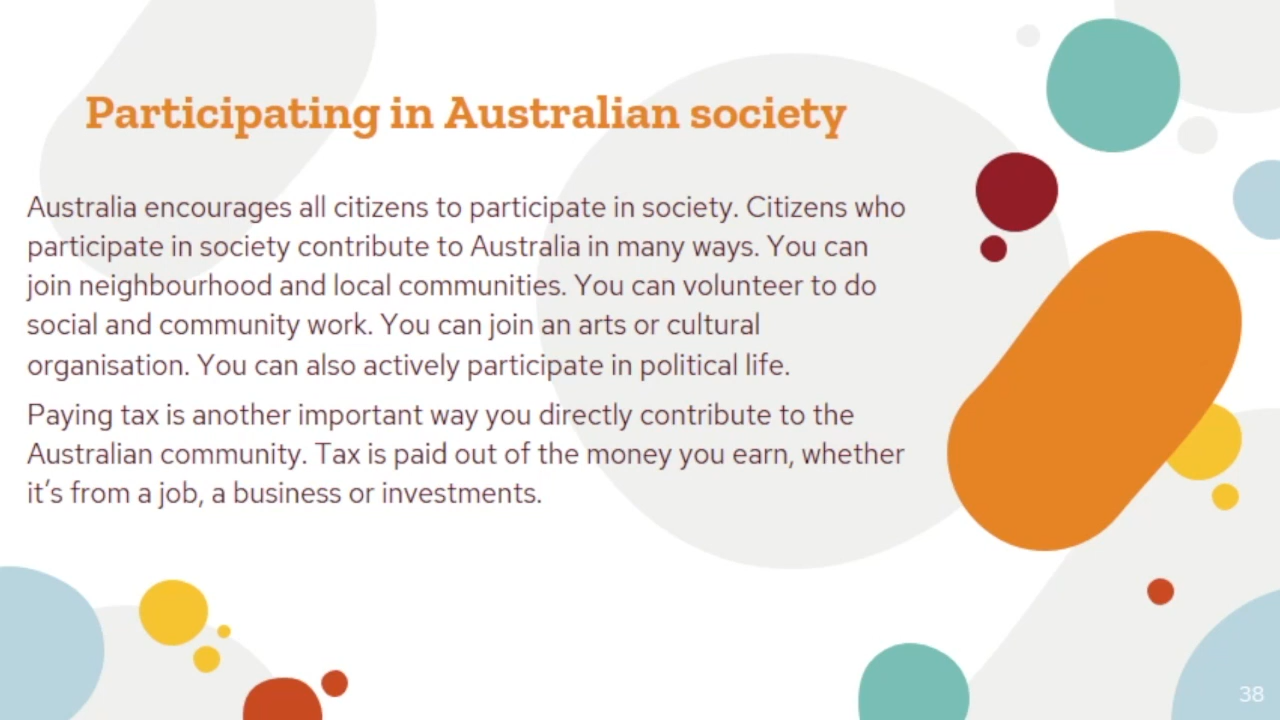 Participating in Australian society
Australia encourages all citizens to participate in society. Citizens who
participate in society contribute to Australia in many ways. You can
join neighbourhood and local communities. You can volunteer to do
social and community work. You can join an arts or cultural
organisation. You can also actively participate in political life.
Paying tax is another important way you directly contribute to the
Australian community. Tax is paid out of the money you earn, whether
it’s from a job, a business or investments.
38